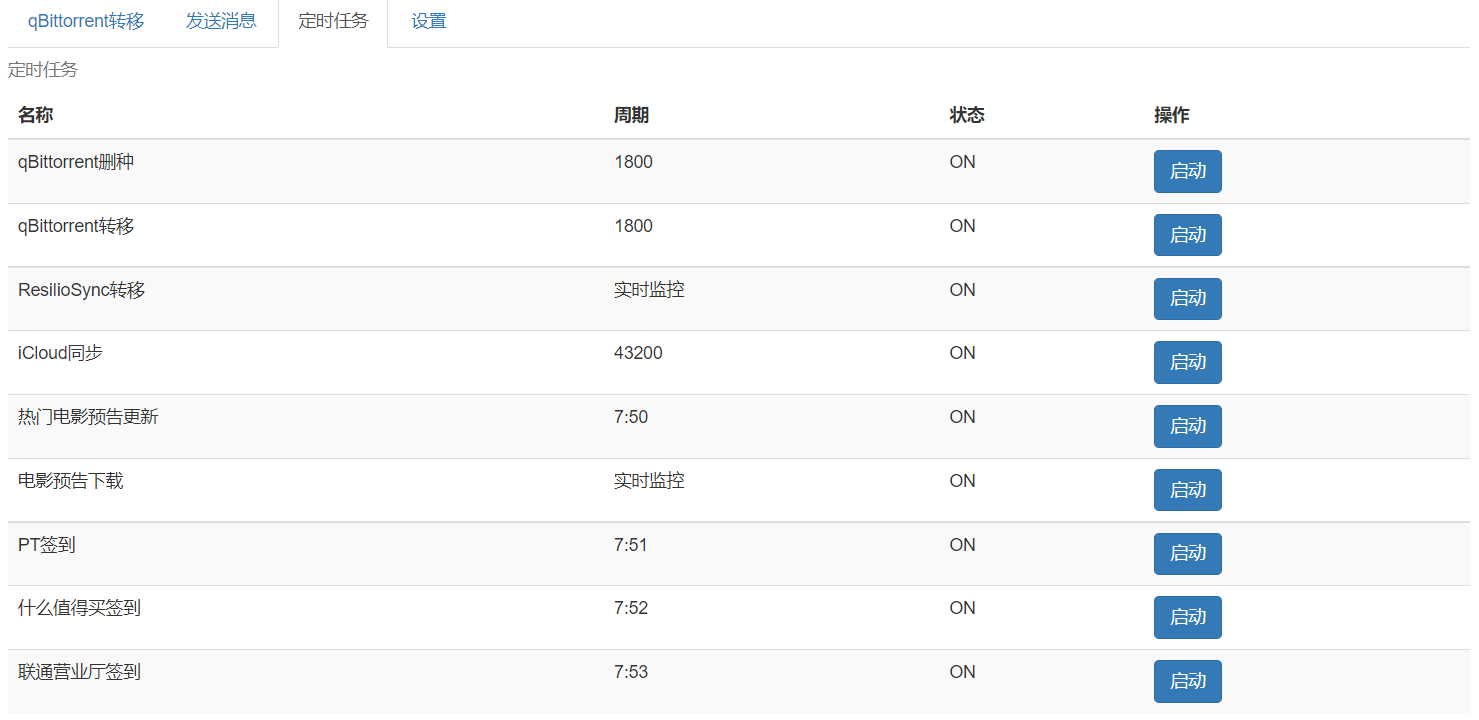 qBittorrent转移 发送消息 定时任务 设置
定时任务
名称 周期 状态 操作
qBittorrent删种 1800 ON 启动
qBittorrent转移 1800 ON 启动
ResilioSync转移 实时监控 ON 启动
iCloud同步 43200 ON 启动
热门电影预告更新 7:50 ON 启动
电影预告下载 实时监控 ON 启动
PT签到 7:51 ON 启动
什么值得买签到 7:52 ON 启动
联通营业厅签到 7:53 ON 启动